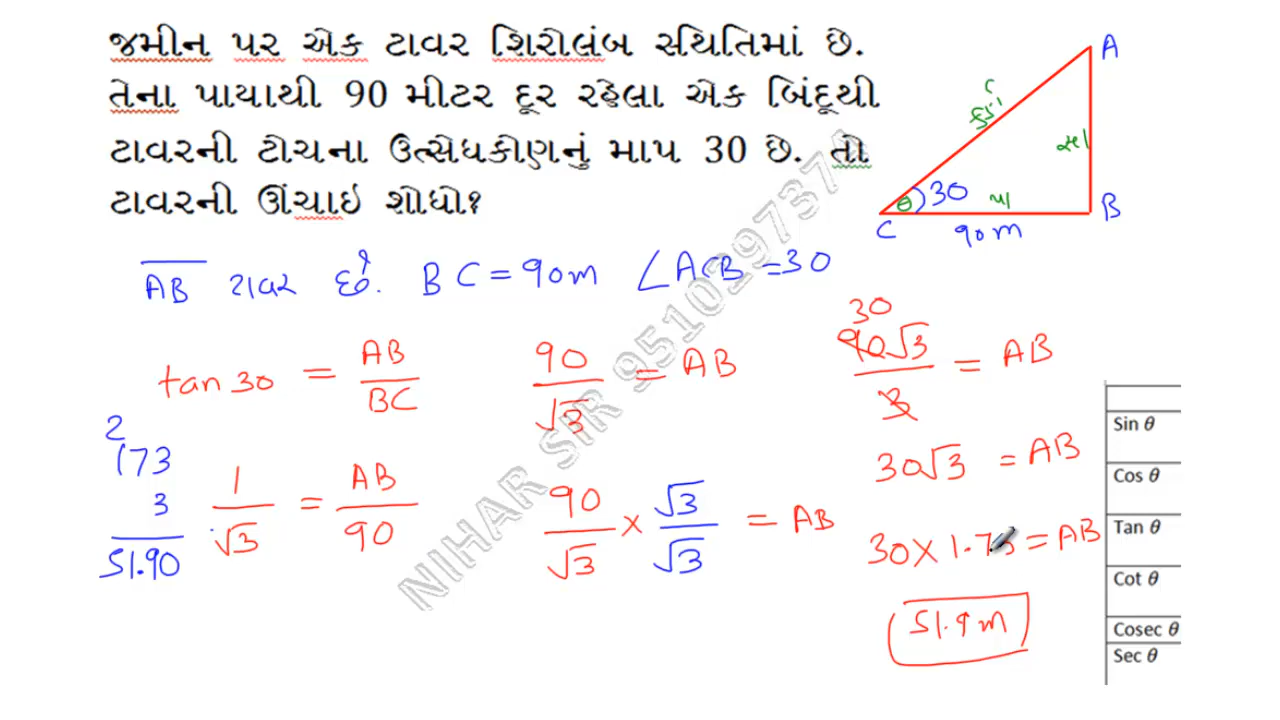 જમીન પર એક ટાવર શિરોલંબ સ્થિતિમાં છે.
તેના પાયાથી 90 મીટર દૂર રહેલા એક બિંદૂથી
ટાવરની ટોચના ઉત્સેધકોણનું માપ 30 છે. તો
ટાવરની ઊંચાઇ શોધો?
A
સા
θ 30 પા
C B
90 m
AB ટાવર છે. BC = 90m ∠ACB = 30
tan 30 = AB/BC
1/√3 = AB/90
2
173
3
51.90
90/√3 = AB
90/√3 × √3/√3 = AB
30
90√3/3 = AB
30√3 = AB
30 × 1.73 = AB
51.9 m
NIHAR SIR 9510297371
Sin θ
Cos θ
Tan θ
Cot θ
Cosec θ
Sec θ